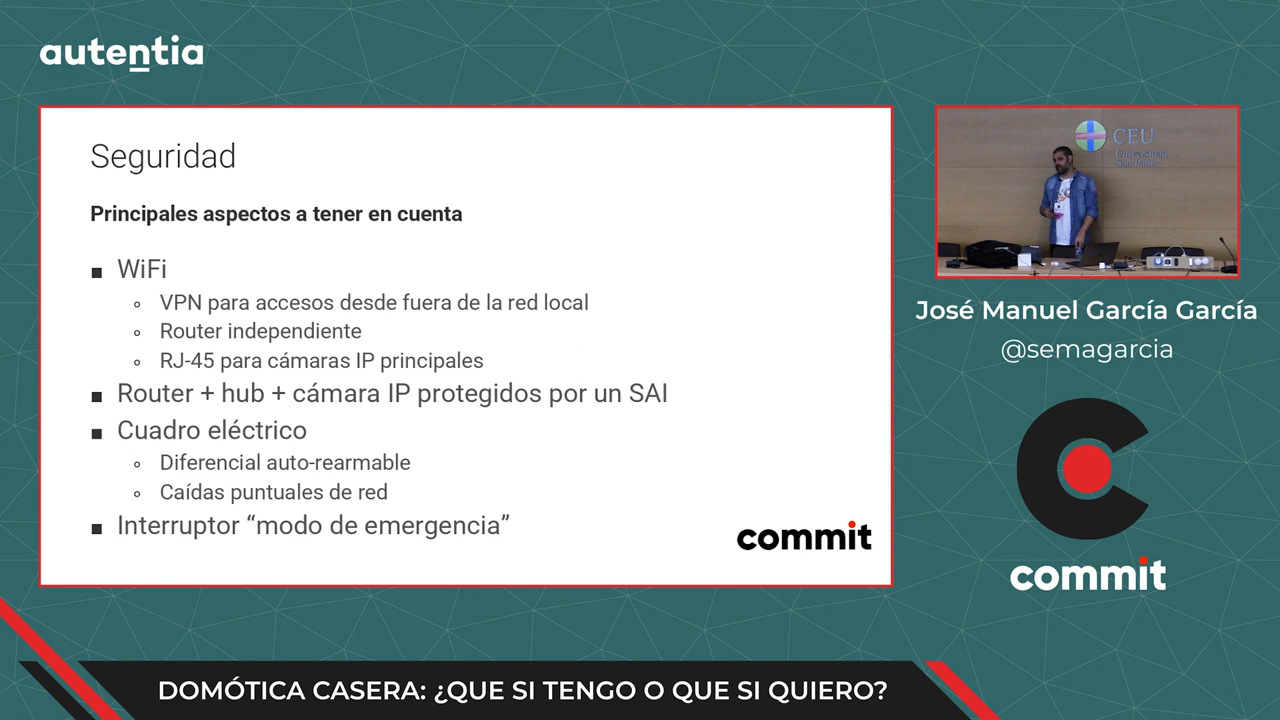 autentia
Seguridad
Principales aspectos a tener en cuenta
WiFi
VPN para accesos desde fuera de la red local
Router independiente
RJ-45 para cámaras IP principales
Router + hub + cámara IP protegidos por un SAI
Cuadro eléctrico
Diferencial auto-rearmable
Caídas puntuales de red
Interruptor “modo de emergencia”
commit
CEU
Universidad
San Pablo
José Manuel García García
@semagarcia
commit
DOMÓTICA CASERA: ¿QUE SI TENGO O QUE SI QUIERO?